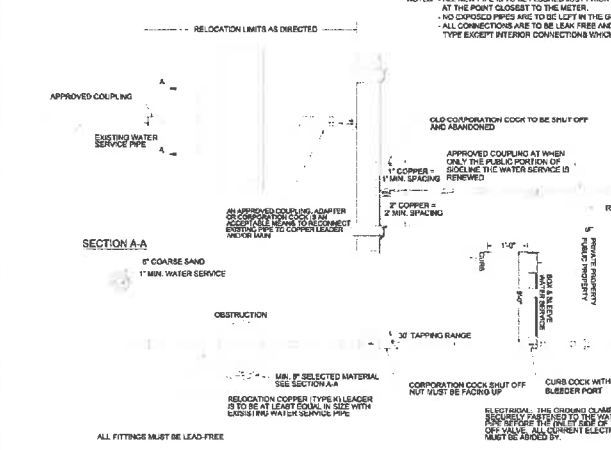 AT THE POINT CLOSEST TO THE METER.
- NO EXPOSED PIPES ARE TO BE LEFT IN THE
- ALL CONNECTIONS ARE TO BE LEAK FREE AND
TYPE EXCEPT INTERIOR CONNECTIONS
RELOCATION LIMITS AS DIRECTED
A
APPROVED COUPLING
EXISTING WATER
SERVICE PIPE
A
OLD CORPORATION COCK TO BE SHUT OFF
AND ABANDONED
APPROVED COUPLING AT WHEN
ONLY THE PUBLIC PORTION OF
SIDELINE THE WATER SERVICE IS
RENEWED
1" COPPER =
1" MIN. SPACING
2" COPPER =
2' MIN. SPACING
AN APPROVED COUPLING, ADAPTER
OR CORPORATION COCK IS AN
ACCEPTABLE MEANS TO RECONNECT
EXISTING PIPE TO COPPER LEADER
AND/OR MAIN
SECTION A-A
6" COARSE SAND
1" MIN. WATER SERVICE
OBSTRUCTION
30° TAPPING RANGE
1'-0"
CURB
BOX & SLEEVE
WATER SERVICE
PRIVATE PROPERTY
PUBLIC PROPERTY
MIN. 6" SELECTED MATERIAL
SEE SECTION A-A
RELOCATION COPPER (TYPE K) LEADER
IS TO BE AT LEAST EQUAL IN SIZE WITH
EXSISTING WATER SERVICE PIPE
CORPORATION COCK SHUT OFF
NUT MUST BE FACING UP
CURB COCK WITH
BLEEDER PORT
ELECTRICAL: THE GROUND CLAMP
SECURELY FASTENED TO THE
PIPE BEFORE THE INLET SIDE OF
OFF VALVE. ALL CURRENT
MUST BE ABIDED BY.
ALL FITTINGS MUST BE LEAD-FREE